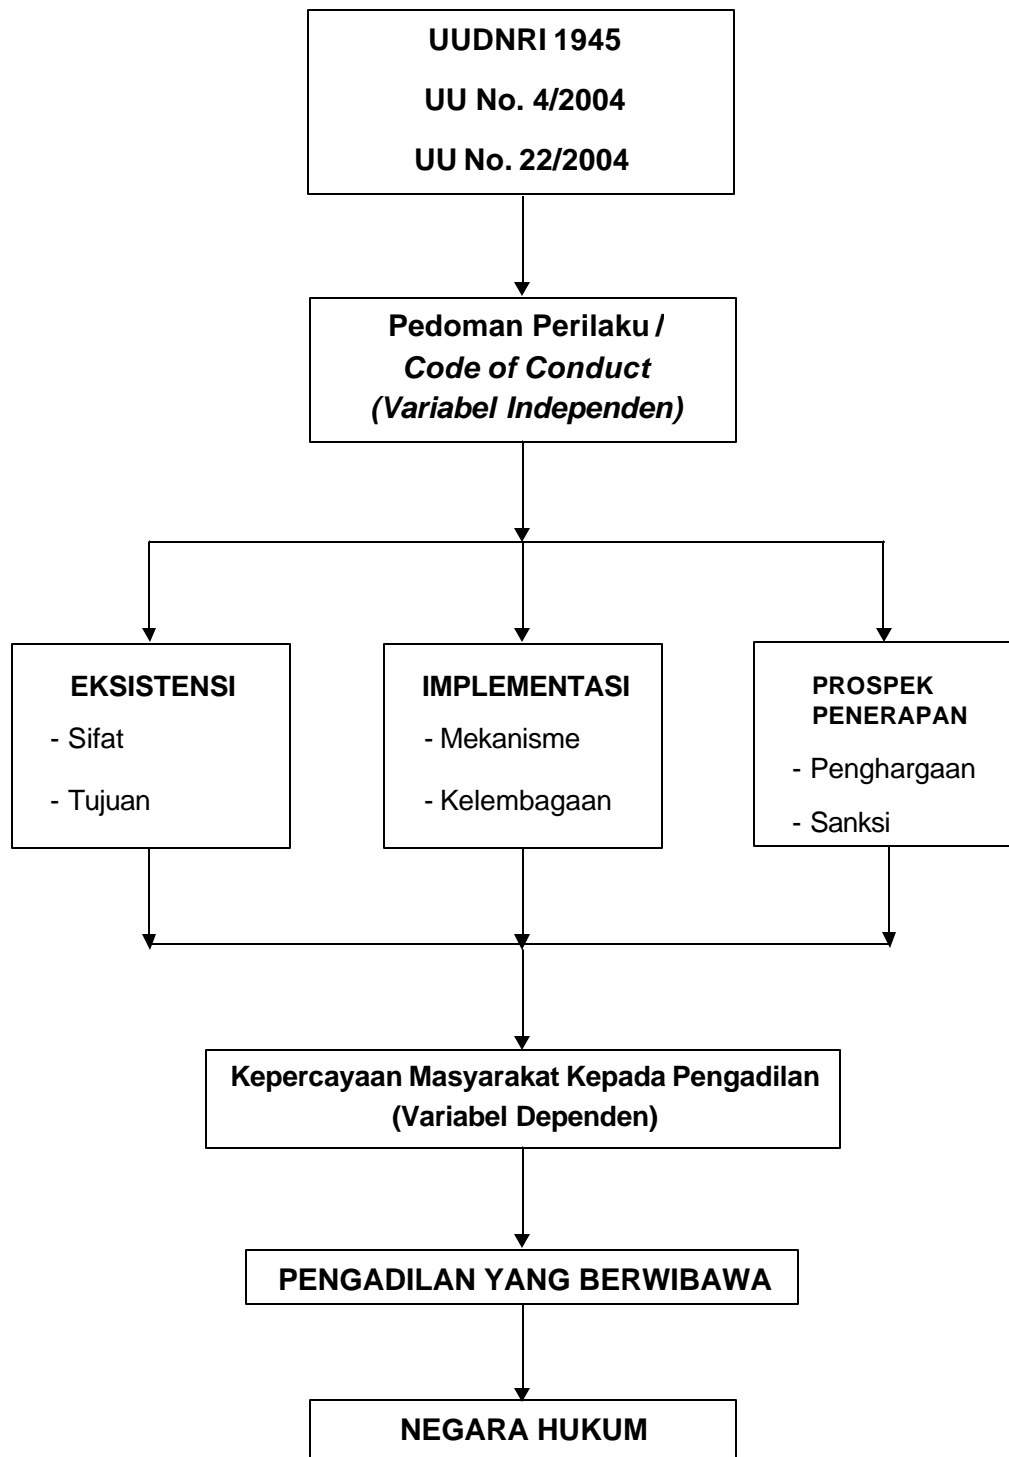 UUDNRI 1945
UU No. 4/2004
UU No. 22/2004
Pedoman Perilaku /
Code of Conduct
(Variabel Independen)
EKSISTENSI
- Sifat
- Tujuan
IMPLEMENTASI
- Mekanisme
- Kelembagaan
PROSPEK
PENERAPAN
- Penghargaan
- Sanksi
Kepercayaan Masyarakat Kepada Pengadilan
(Variabel Dependen)
PENGADILAN YANG BERWIBAWA
NEGARA HUKUM